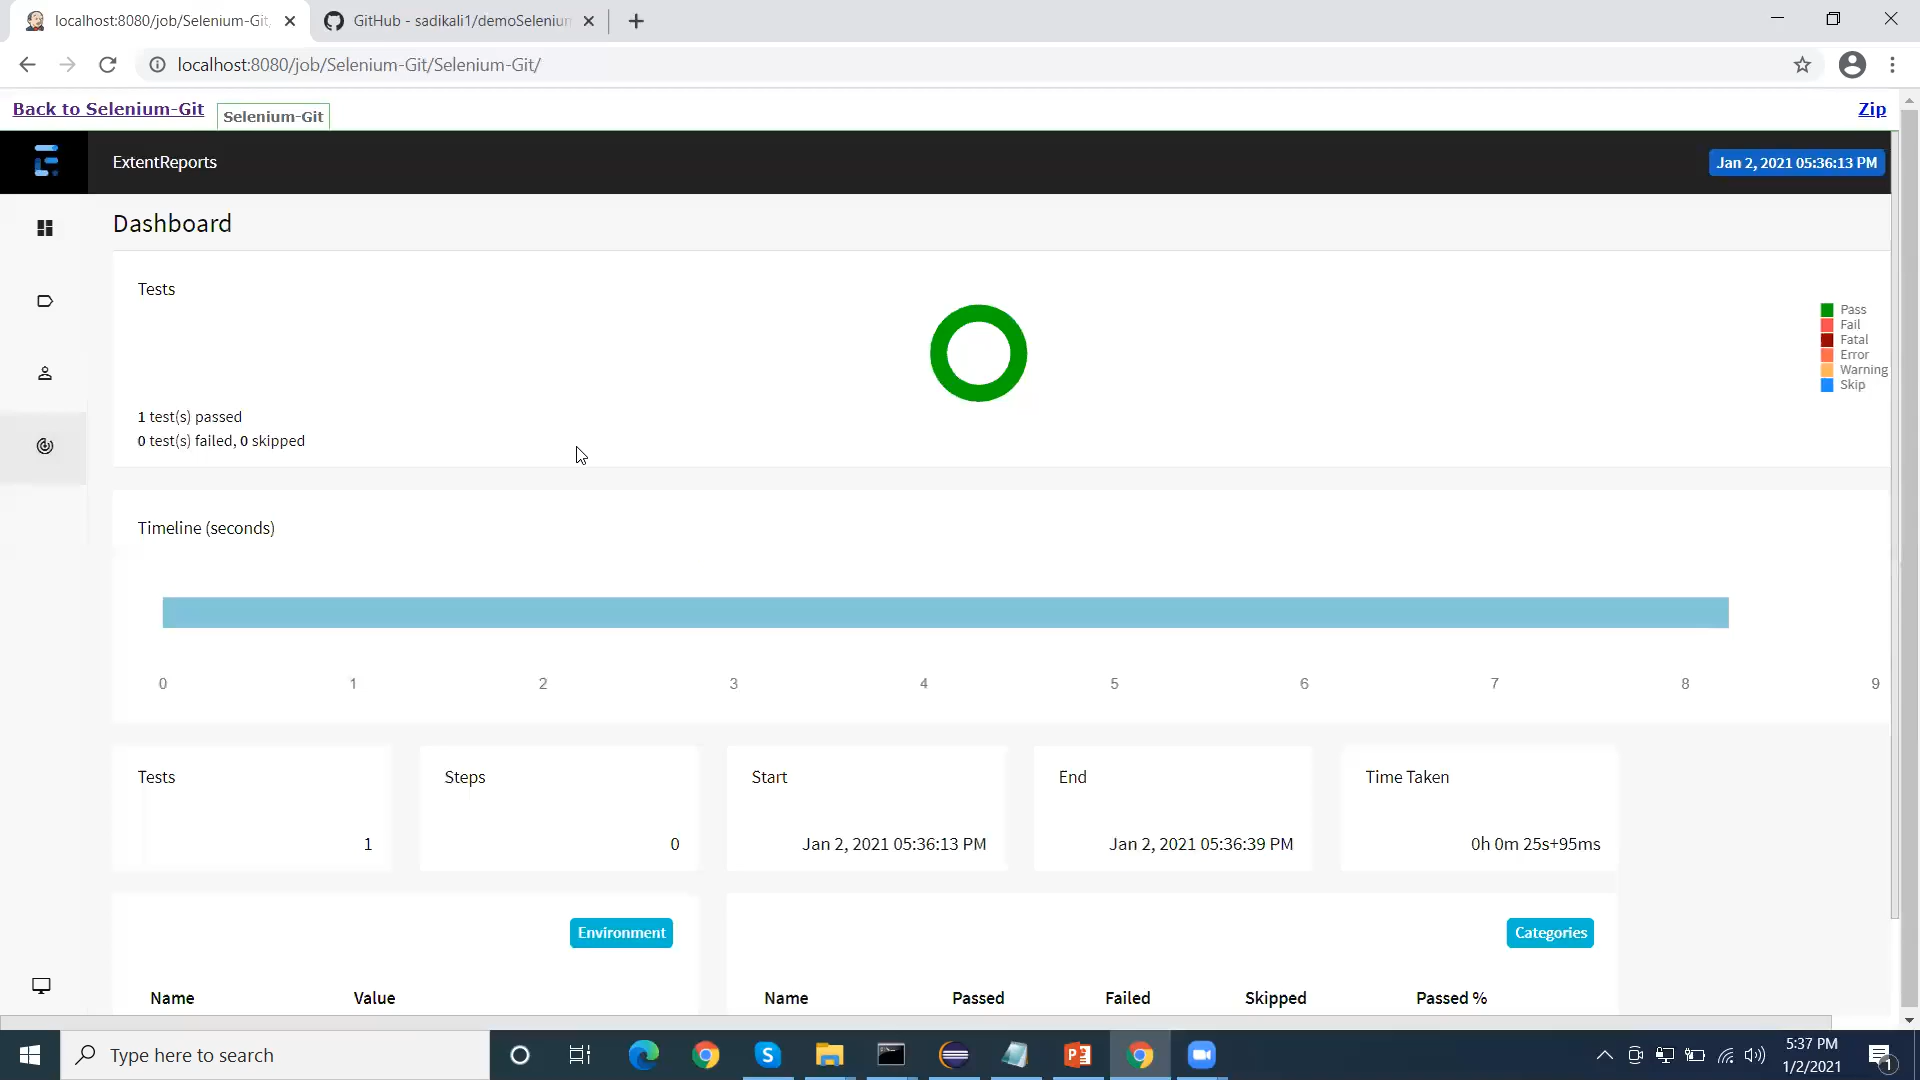 localhost:8080/job/Selenium-Git,
GitHub - sadikali1/demoSelenium
localhost:8080/job/Selenium-Git/Selenium-Git/
Back to Selenium-Git
Selenium-Git
Zip
ExtentReports
Jan 2, 2021 05:36:13 PM
Dashboard
Tests
Pass
Fail
Fatal
Error
Warning
Skip
1 test(s) passed
0 test(s) failed, 0 skipped
Timeline (seconds)
0 1 2 3 4 5 6 7 8 9
Tests
1
Steps
0
Start
Jan 2, 2021 05:36:13 PM
End
Jan 2, 2021 05:36:39 PM
Time Taken
0h 0m 25s+95ms
Environment
Name Value
Categories
Name Passed Failed Skipped Passed %
Type here to search
5:37 PM
1/2/2021
1